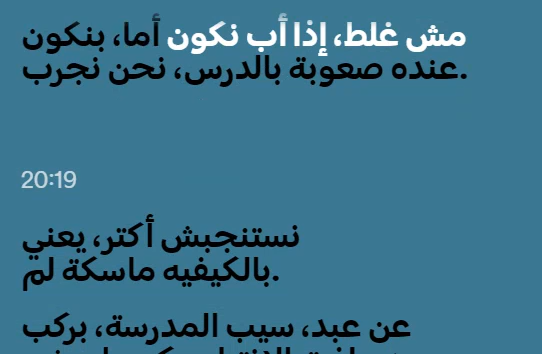 مش غلط، إذا أب نكون أما، بنكون
عنده صعوبة بالدرس، نحن نجرب.
20:19
نستنجبش أكتر، يعني
بالكيفيه ماسكة لم.
عن عبد، سيب المدرسة، بركب